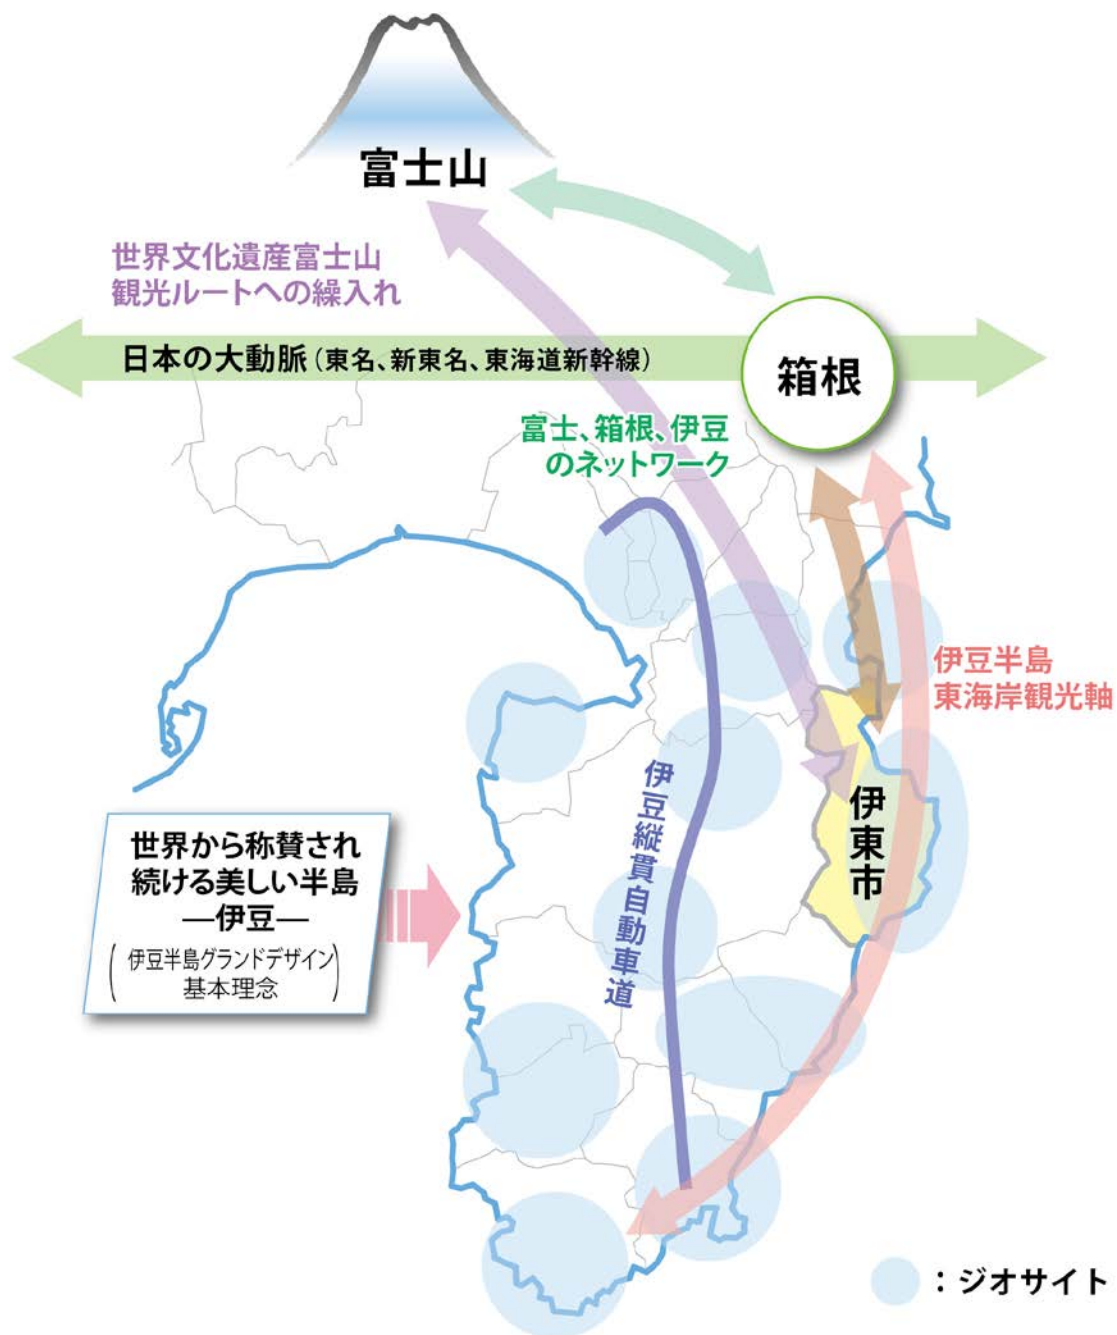 富士山
世界文化遺産富士山
観光ルートへの繰入れ
日本の大動脈（東名、新東名、東海道新幹線）
箱根
富士、箱根、伊豆
のネットワーク
伊豆半島
東海岸観光軸
伊豆縦貫自動車道
伊東市
世界から称賛され
続ける美しい半島
―伊豆―
（伊豆半島グランドデザイン
基本理念）
：ジオサイト